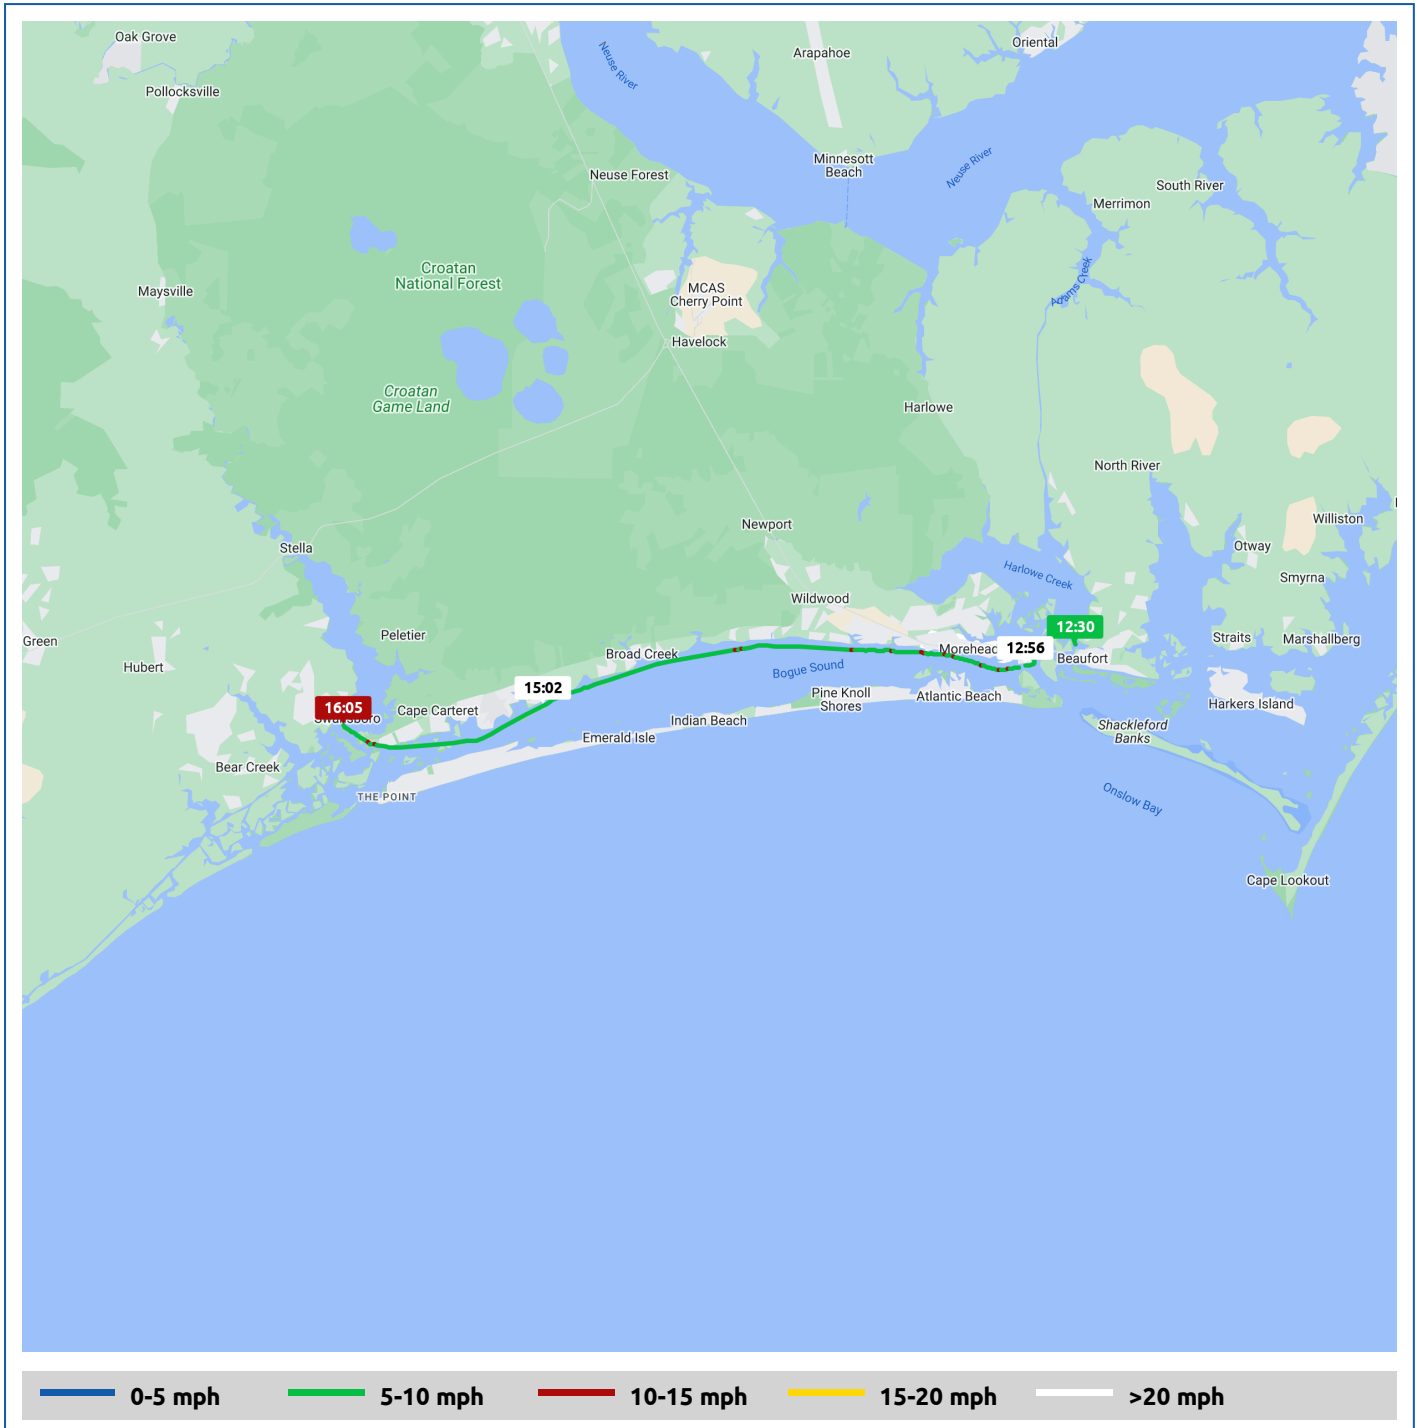 Oak Grove
Pollocksville
Neuse River
Arapahoe
Oriental
Neuse Forest
Minnesott
Beach
Neuse River
South River
Merrimon
Croatan
National Forest
Maysville
MCAS
Cherry Point
Adams Creek
Havelock
Croatan
Game Land
Harlowe
North River
Newport
Williston
Stella
Otway
Harlowe Creek
Smyrna
Wildwood
12:30
Green
Peletier
Straits
Marshallberg
Hubert
Broad Creek
Morehead
12:56
Beaufort
Bogue Sound
15:02
16:05
Swansboro
Cape Carteret
Pine Knoll
Shores
Atlantic Beach
Harkers Island
Indian Beach
Shackleford
Banks
Emerald Isle
Bear Creek
THE POINT
Onslow Bay
Cape Lookout
0-5 mph
5-10 mph
10-15 mph
15-20 mph
>20 mph